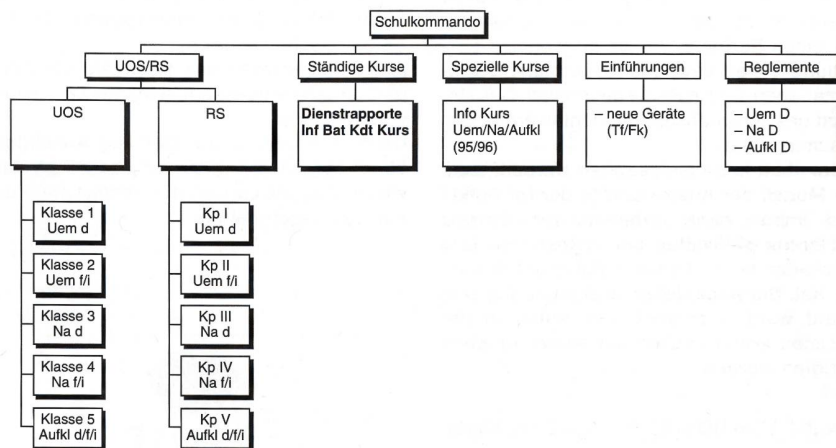 Schulkommando
UOS/RS
Ständige Kurse
Spezielle Kurse
Einführungen
Reglemente
UOS
RS
Dienstrapporte
Inf Bat Kdt Kurs
Info Kurs
Uem/Na/Aufkl
(95/96)
– neue Geräte
(Tf/Fk)
– Uem D
– Na D
– Aufkl D
Klasse 1
Uem d
Klasse 2
Uem f/i
Klasse 3
Na d
Klasse 4
Na f/i
Klasse 5
Aufkl d/f/i
Kp I
Uem d
Kp II
Uem f/i
Kp III
Na d
Kp IV
Na f/i
Kp V
Aufkl d/f/i